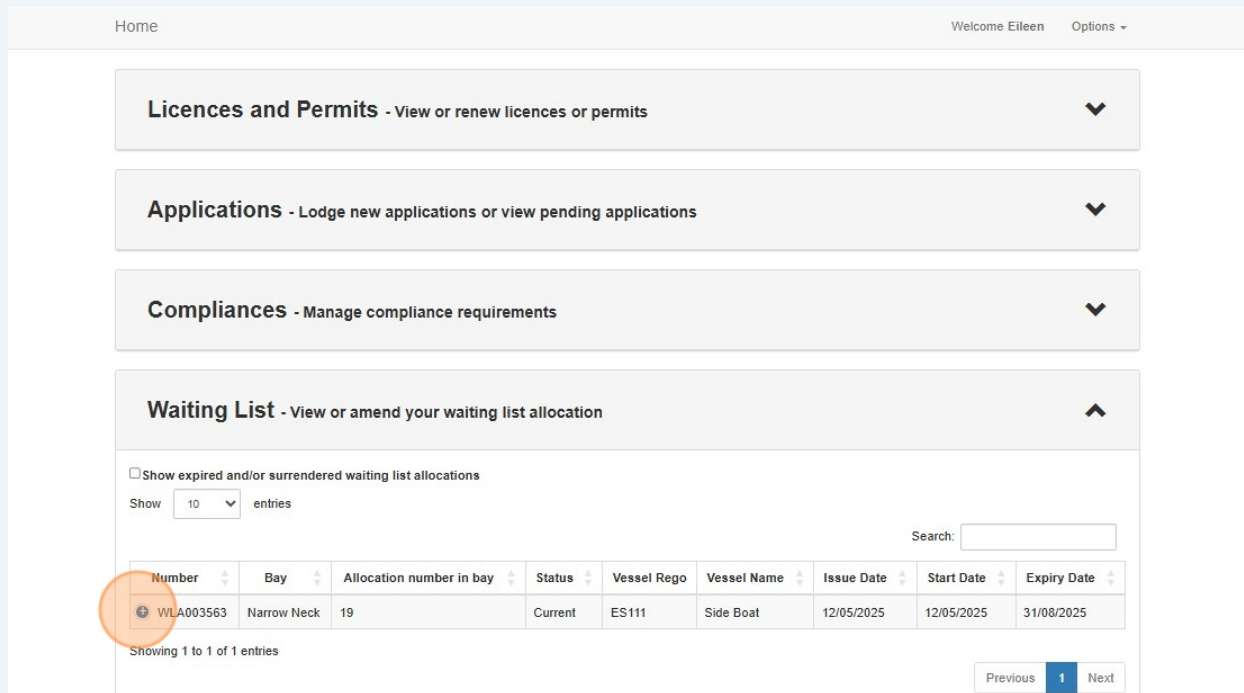 Home Welcome Eileen Options
Licences and Permits - View or renew licences or permits
Applications - Lodge new applications or view pending applications
Compliances - Manage compliance requirements
Waiting List - View or amend your waiting list allocation
Show expired and/or surrendered waiting list allocations
Show 10 entries
Search:
Number Bay Allocation number in bay Status Vessel Rego Vessel Name Issue Date Start Date Expiry Date
WLA003563 Narrow Neck 19 Current ES111 Side Boat 12/05/2025 12/05/2025 31/08/2025
Showing 1 to 1 of 1 entries
Previous 1 Next